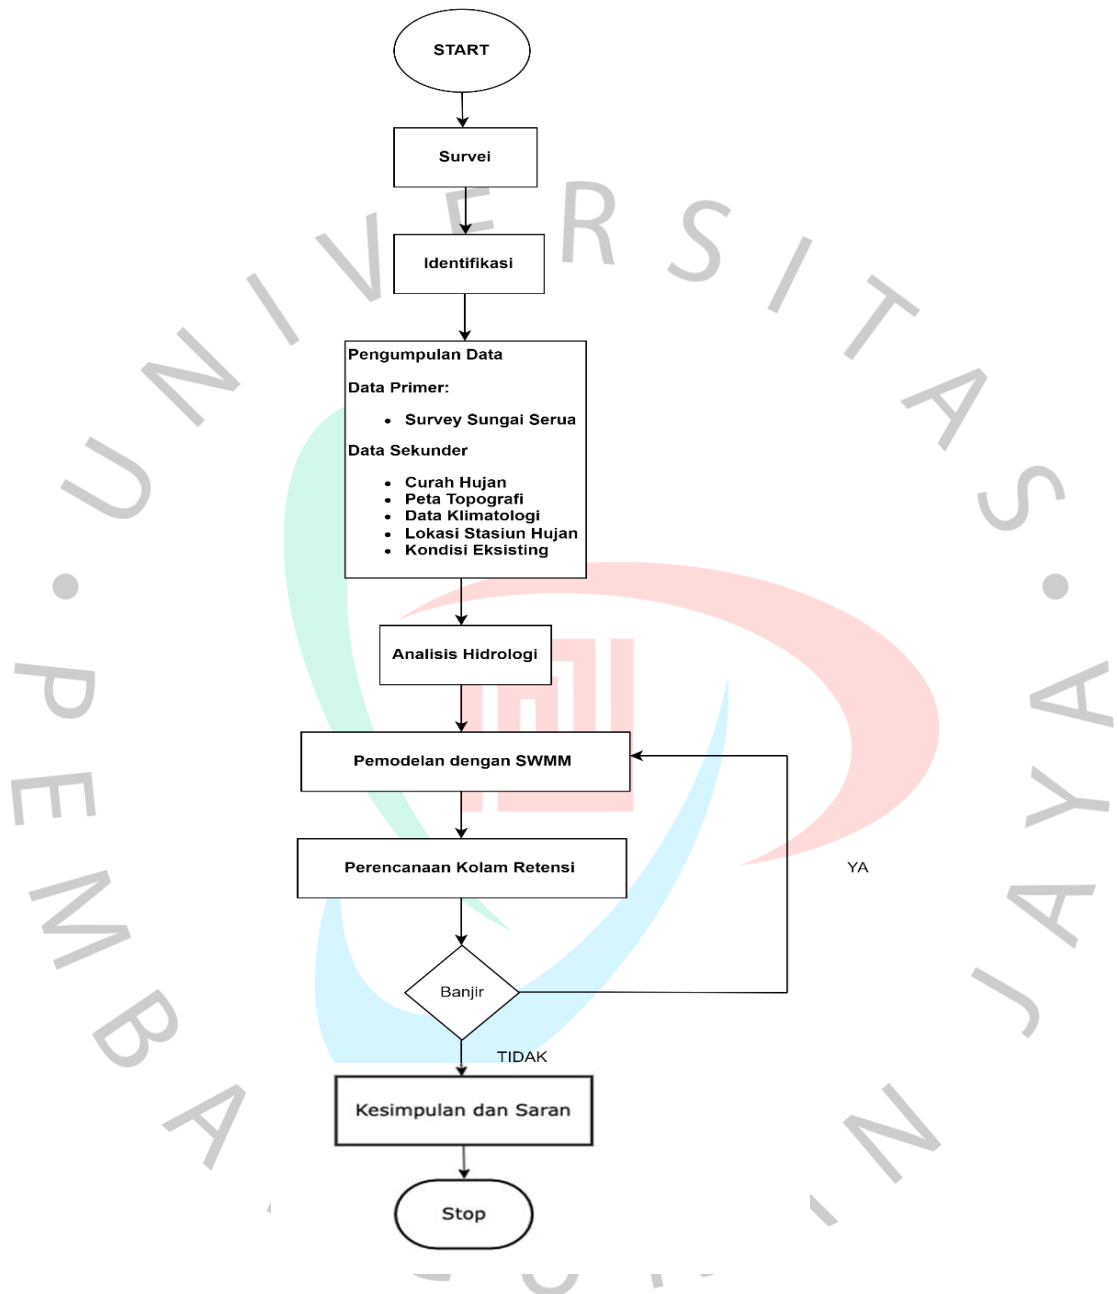 START
Survei
Identifikasi
Pengumpulan Data
Data Primer:
• Survey Sungai Serua
Data Sekunder
• Curah Hujan
• Peta Topografi
• Data Klimatologi
• Lokasi Stasiun Hujan
• Kondisi Eksisting
Analisis Hidrologi
Pemodelan dengan SWMM
Perencanaan Kolam Retensi
YA
Banjir
TIDAK
Kesimpulan dan Saran
Stop
UNIVERSITAS
JAYA